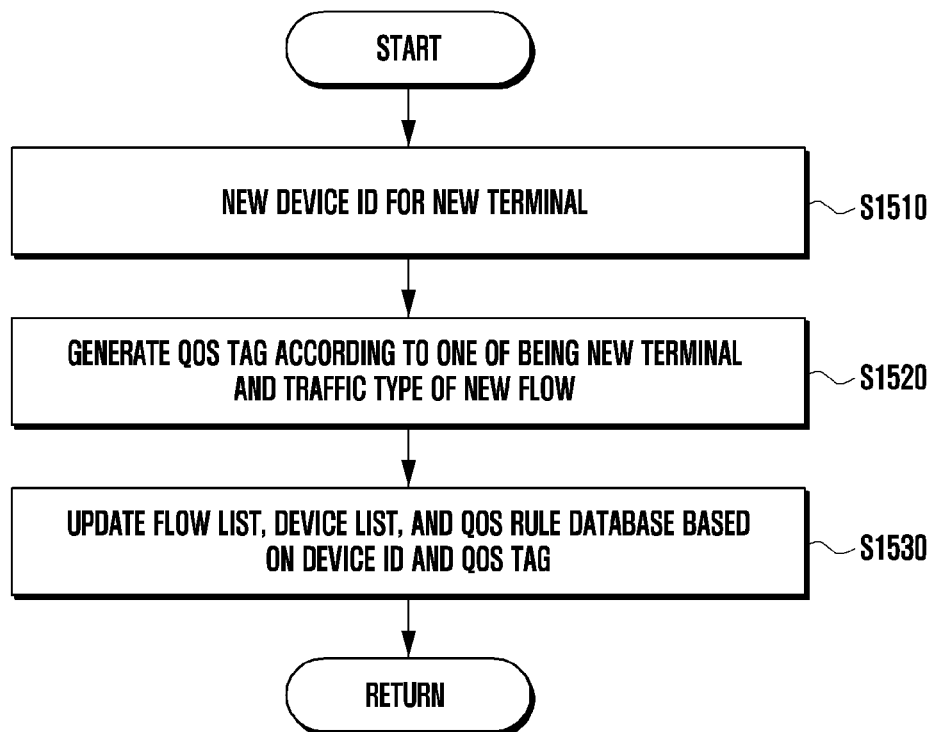 START
NEW DEVICE ID FOR NEW TERMINAL
S1510
GENERATE QOS TAG ACCORDING TO ONE OF BEING NEW TERMINAL
AND TRAFFIC TYPE OF NEW FLOW
S1520
UPDATE FLOW LIST, DEVICE LIST, AND QOS RULE DATABASE BASED
ON DEVICE ID AND QOS TAG
S1530
RETURN